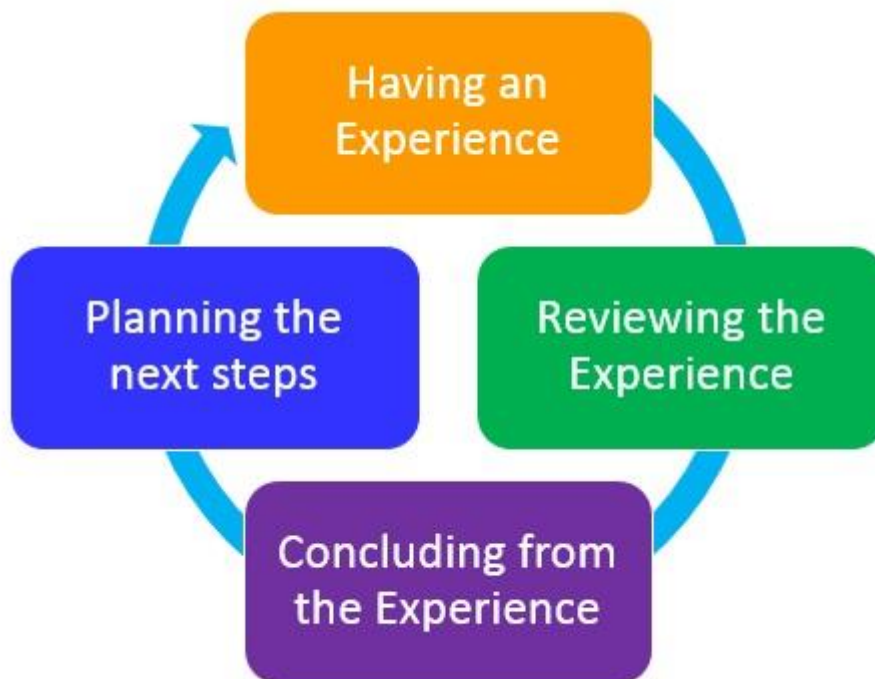 Having an
Experience
Reviewing the
Experience
Concluding from
the Experience
Planning the
next steps